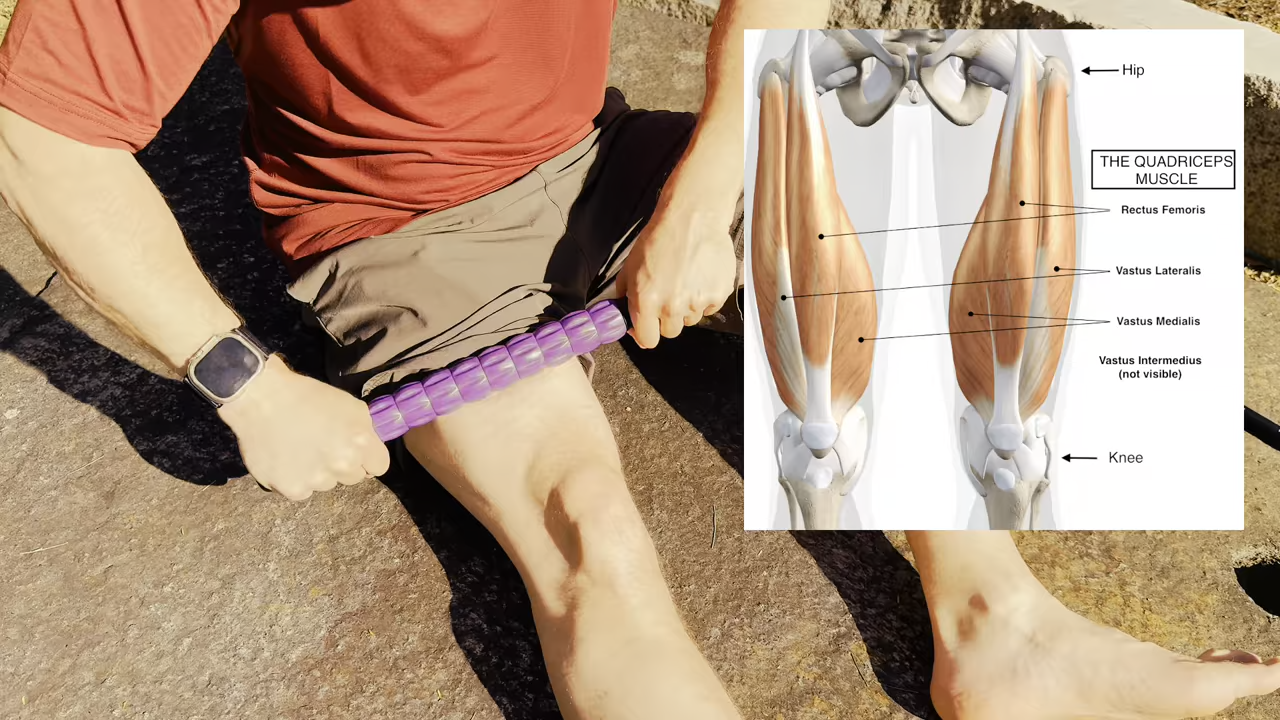 Hip
THE QUADRICEPS
MUSCLE
Rectus Femoris
Vastus Lateralis
Vastus Medialis
Vastus Intermedius
(not visible)
Knee